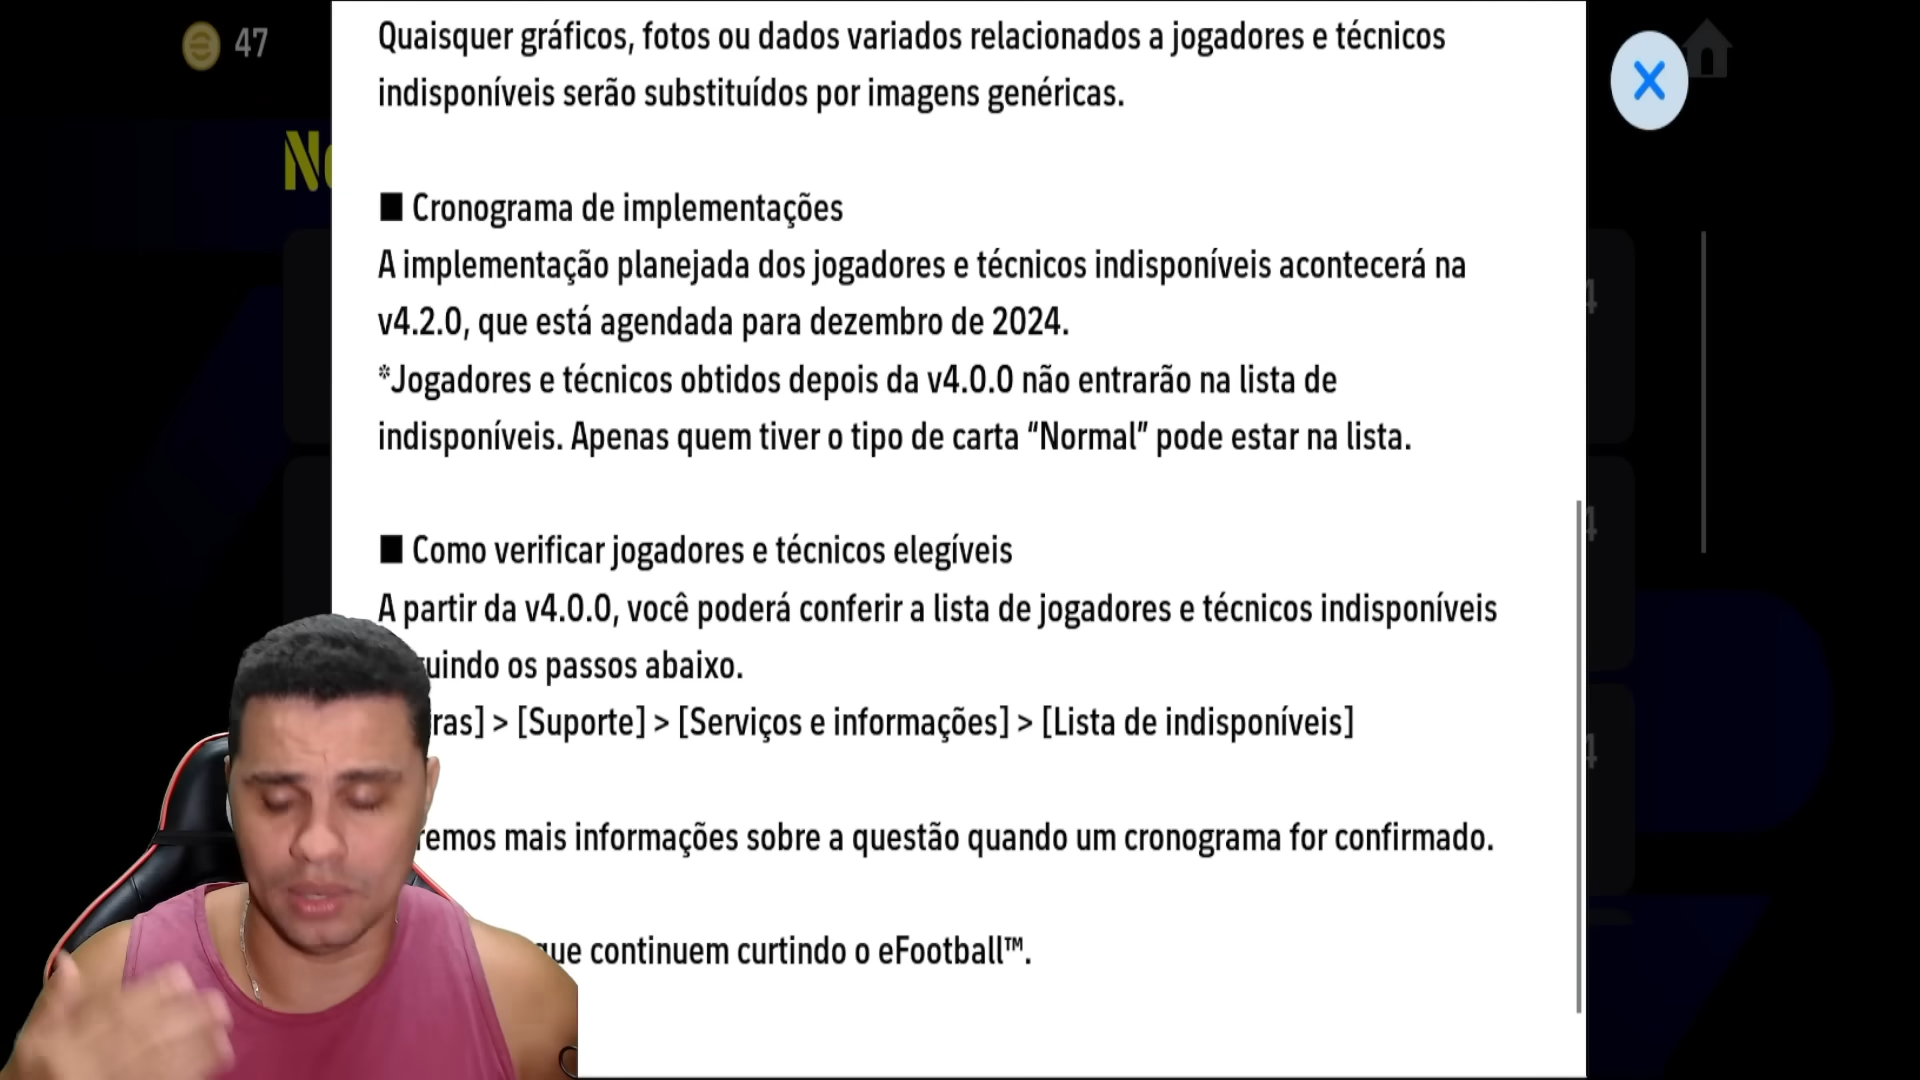 47
Quaisquer gráficos, fotos ou dados variados relacionados a jogadores e técnicos
indisponíveis serão substituídos por imagens genéricas.
■ Cronograma de implementações
A implementação planejada dos jogadores e técnicos indisponíveis acontecerá na
v4.2.0, que está agendada para dezembro de 2024.
*Jogadores e técnicos obtidos depois da v4.0.0 não entrarão na lista de
indisponíveis. Apenas quem tiver o tipo de carta “Normal” pode estar na lista.
■ Como verificar jogadores e técnicos elegíveis
A partir da v4.0.0, você poderá conferir a lista de jogadores e técnicos indisponíveis
os passos abaixo.
> [Suporte] > [Serviços e informações] > [Lista de indisponíveis]
mais informações sobre a questão quando um cronograma for confirmado.
que continuem curtindo o eFootball™.